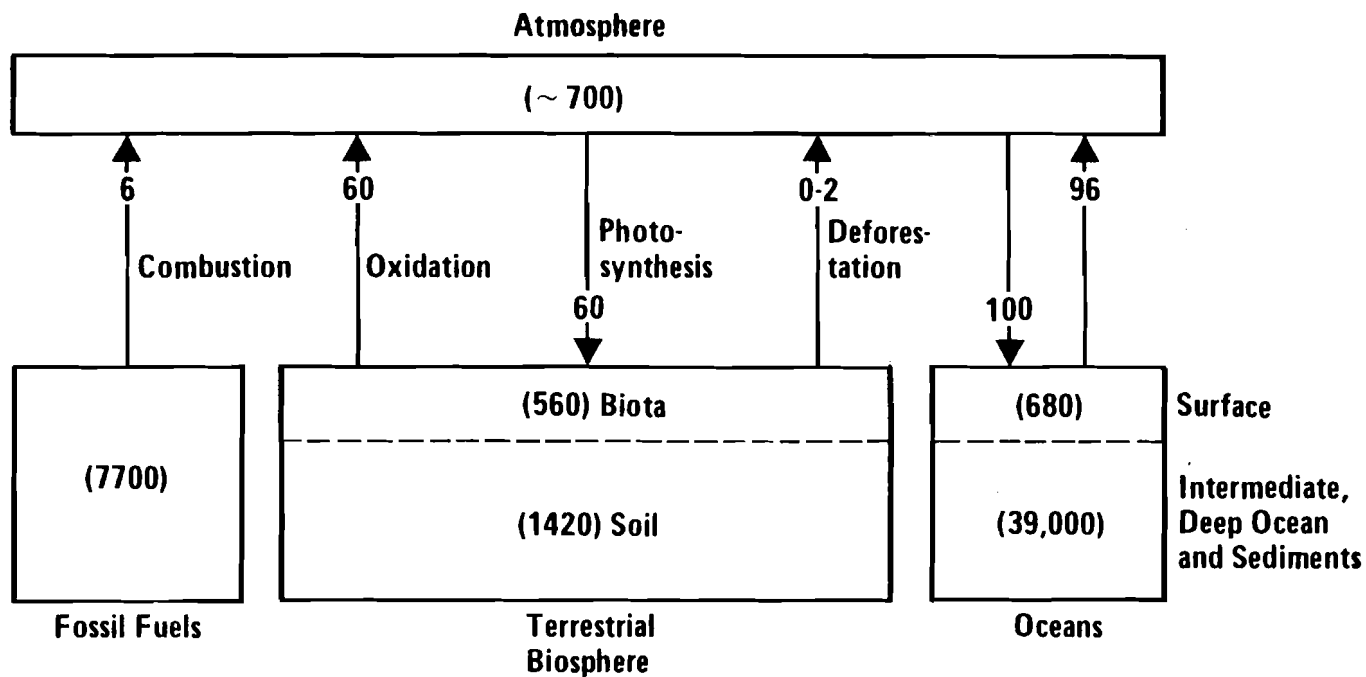 Atmosphere
(~ 700)
6
60
0-2
96
Combustion
Oxidation
Photo-
synthesis
Defores-
tation
60
100
(560) Biota
(680)
Surface
(7700)
(1420) Soil
(39,000)
Intermediate,
Deep Ocean
and Sediments
Fossil Fuels
Terrestrial
Biosphere
Oceans